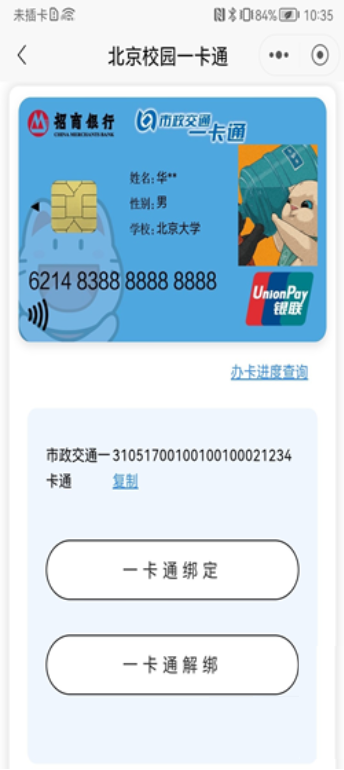 未插卡 84% 10:35
北京校园一卡通
招商银行 市政交通一卡通
CHINA MERCHANTS BANK
姓名:华**
性别:男
学校:北京大学
6214 8388 8888 8888
UnionPay
银联
办卡进度查询
市政交通一卡通 31051700100100100021234
复制
一卡通绑定
一卡通解绑